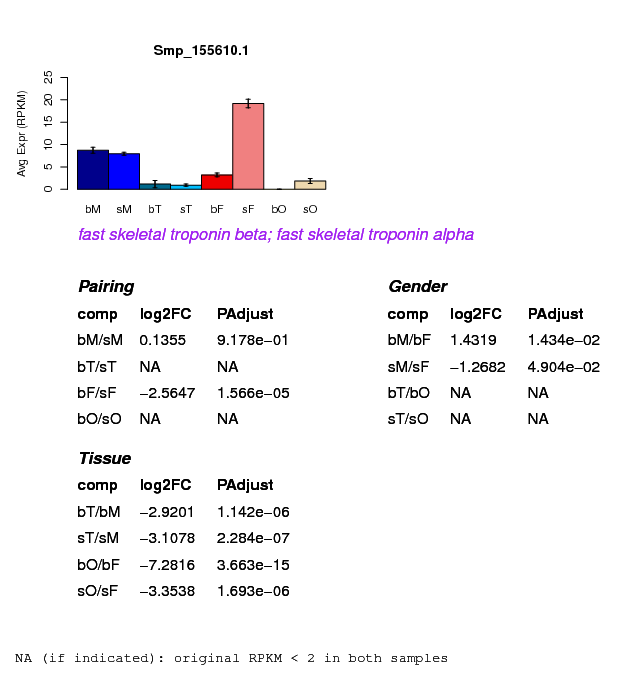 Smp_155610.1
Avg Expr (RPKM)
0 5 10 15 20 25
bM sM bT sT bF sF bO sO
fast skeletal troponin beta; fast skeletal troponin alpha
Pairing
comp log2FC PAdjust
bM/sM 0.1355 9.178e−01
bT/sT NA NA
bF/sF −2.5647 1.566e−05
bO/sO NA NA
Gender
comp log2FC PAdjust
bM/bF 1.4319 1.434e−02
sM/sF −1.2682 4.904e−02
bT/bO NA NA
sT/sO NA NA
Tissue
comp log2FC PAdjust
bT/bM −2.9201 1.142e−06
sT/sM −3.1078 2.284e−07
bO/bF −7.2816 3.663e−15
sO/sF −3.3538 1.693e−06
NA (if indicated): original RPKM < 2 in both samples